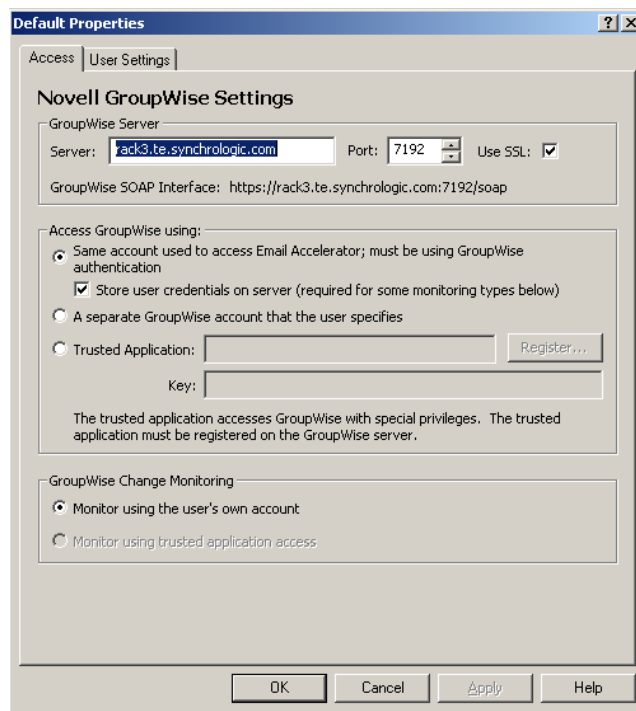 Default Properties
Access
User Settings
Novell GroupWise Settings
GroupWise Server
Server: rack3.te.synchrologic.com Port: 7192 Use SSL:
GroupWise SOAP Interface: https://rack3.te.synchrologic.com:7192/soap
Access GroupWise using:
Same account used to access Email Accelerator; must be using GroupWise
authentication
Store user credentials on server (required for some monitoring types below)
A separate GroupWise account that the user specifies
Trusted Application: Register...
Key:
The trusted application accesses GroupWise with special privileges. The trusted
application must be registered on the GroupWise server.
GroupWise Change Monitoring
Monitor using the user's own account
Monitor using trusted application access
OK Cancel Apply Help